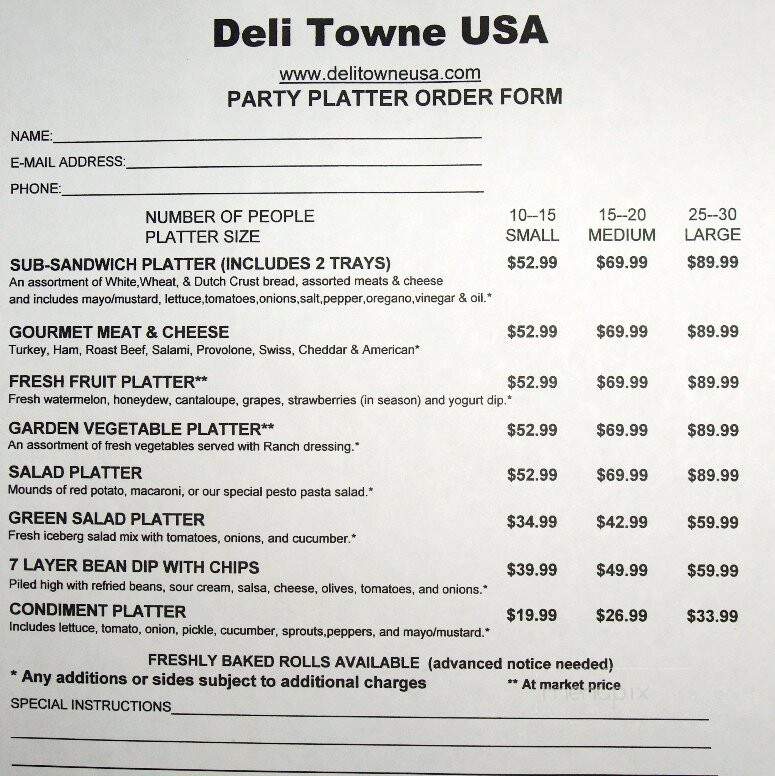 Deli Towne USA
www.delitowneusa.com
PARTY PLATTER ORDER FORM
NAME:
E-MAIL ADDRESS:
PHONE:
NUMBER OF PEOPLE 10--15 15--20 25--30
PLATTER SIZE SMALL MEDIUM LARGE
SUB-SANDWICH PLATTER (INCLUDES 2 TRAYS) $52.99 $69.99 $89.99
An assortment of White,Wheat, & Dutch Crust bread, assorted meats & cheese
and includes mayo/mustard, lettuce,tomatoes,onions,salt,pepper,oregano,vinegar & oil.*
GOURMET MEAT & CHEESE $52.99 $69.99 $89.99
Turkey, Ham, Roast Beef, Salami, Provolone, Swiss, Cheddar & American*
FRESH FRUIT PLATTER** $52.99 $69.99 $89.99
Fresh watermelon, honeydew, cantaloupe, grapes, strawberries (in season) and yogurt dip.*
GARDEN VEGETABLE PLATTER** $52.99 $69.99 $89.99
An assortment of fresh vegetables served with Ranch dressing.*
SALAD PLATTER $52.99 $69.99 $89.99
Mounds of red potato, macaroni, or our special pesto pasta salad.*
GREEN SALAD PLATTER $34.99 $42.99 $59.99
Fresh iceberg salad mix with tomatoes, onions, and cucumber.*
7 LAYER BEAN DIP WITH CHIPS $39.99 $49.99 $59.99
Piled high with refried beans, sour cream, salsa, cheese, olives, tomatoes, and onions.*
CONDIMENT PLATTER $19.99 $26.99 $33.99
Includes lettuce, tomato, onion, pickle, cucumber, sprouts,peppers, and mayo/mustard.*
FRESHLY BAKED ROLLS AVAILABLE (advanced notice needed)
* Any additions or sides subject to additional charges ** At market price
SPECIAL INSTRUCTIONS